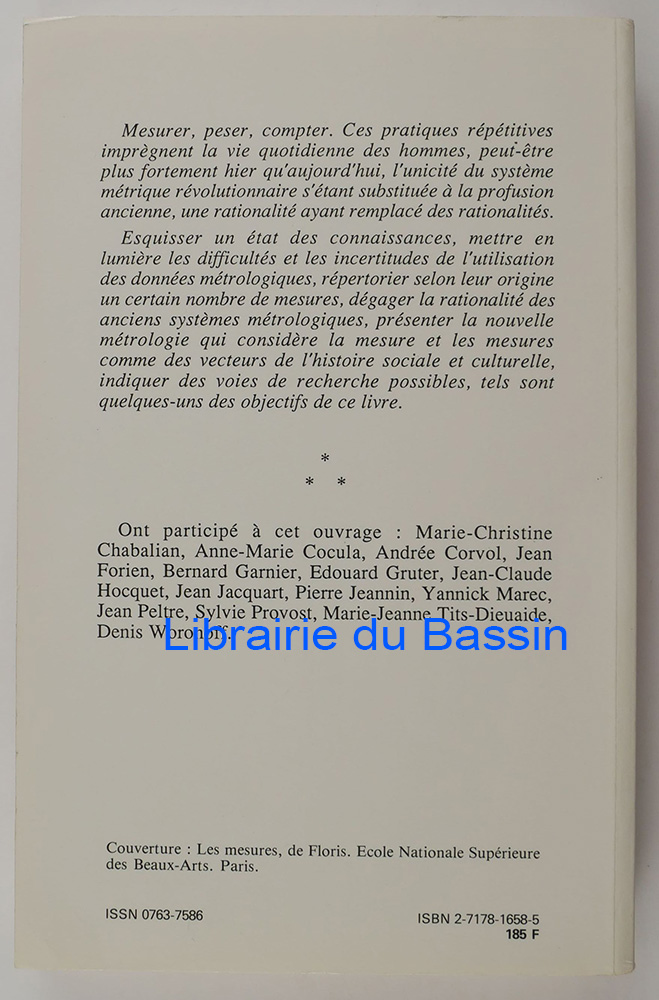 Mesurer, peser, compter. Ces pratiques répétitives
imprègnent la vie quotidienne des hommes, peut-être
plus fortement hier qu'aujourd'hui, l'unicité du système
métrique révolutionnaire s'étant substituée à la profusion
ancienne, une rationalité ayant remplacé des rationalités.
Esquisser un état des connaissances, mettre en
lumière les difficultés et les incertitudes de l'utilisation
des données métrologiques, répertorier selon leur origine
un certain nombre de mesures, dégager la rationalité des
anciens systèmes métrologiques, présenter la nouvelle
métrologie qui considère la mesure et les mesures
comme des vecteurs de l'histoire sociale et culturelle,
indiquer des voies de recherche possibles, tels sont
quelques-uns des objectifs de ce livre.
*
* *
Ont participé à cet ouvrage : Marie-Christine
Chabalian, Anne-Marie Cocula, Andrée Corvol, Jean
Forien, Bernard Garnier, Edouard Gruter, Jean-Claude
Hocquet, Jean Jacquart, Pierre Jeannin, Yannick Marec,
Jean Peltre, Sylvie Provost, Marie-Jeanne Tits-Dieuaide,
Denis Woronoff.
Librairie du Bassin
Couverture : Les mesures, de Floris. Ecole Nationale Supérieure
des Beaux-Arts. Paris.
ISSN 0763-7586
ISBN 2-7178-1658-5
185 F